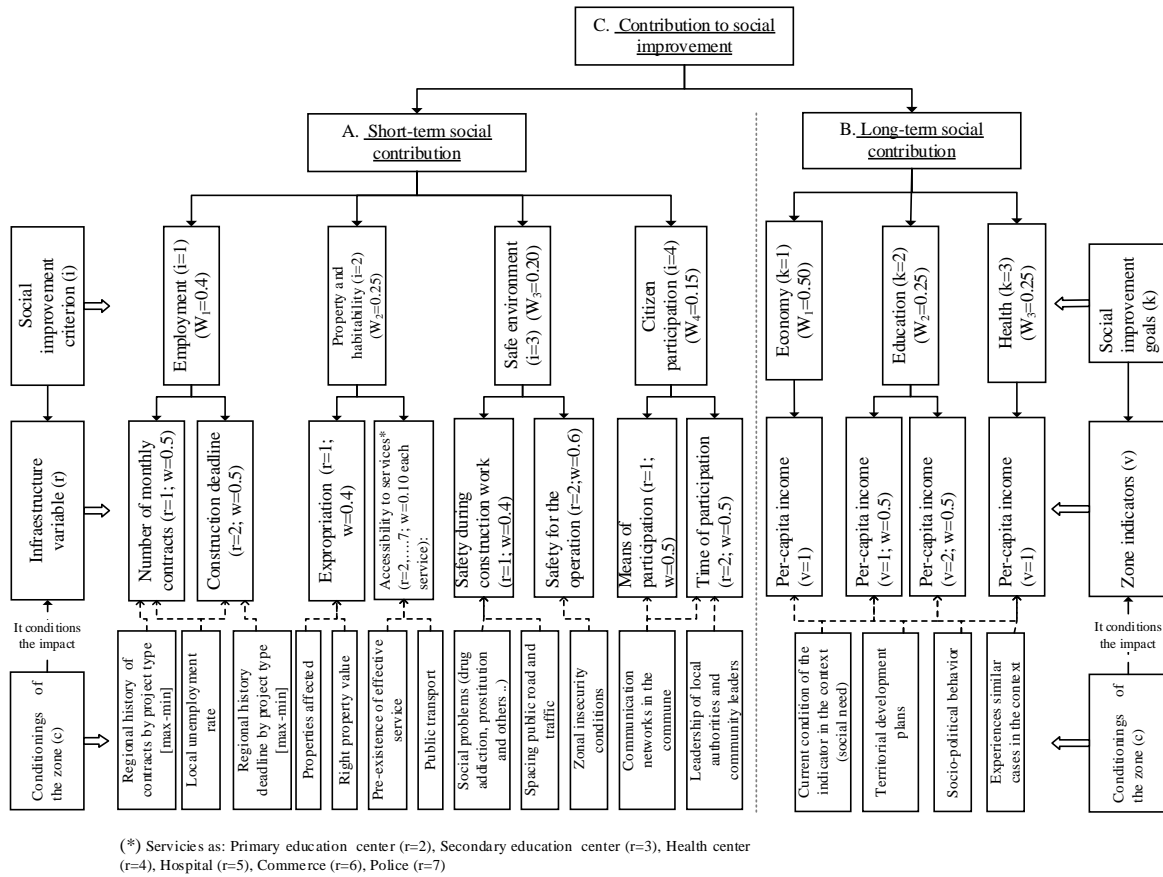 C. Contribution to social
improvement
A. Short-term social
contribution
B. Long-term social
contribution
Social
improvement
criterion (i)
Employment (i=1)
(W1=0.4)
Property and
habitability (i=2)
(W2=0.25)
Safe environment
(i=3) (W3=0.20)
Citizen
participation (i=4)
(W4=0.15)
Economy (k=1)
(W1=0.50)
Education (k=2)
(W2=0.25)
Health (k=3)
(W3=0.25)
Social
improvement
goals (k)
Infraestructure
variable (r)
Number of monthly
contracts (r=1; w=0.5)
Construction deadline
(r=2; w=0.5)
Expropriation (r=1;
w=0.4)
Accessibility to services*
(r=2,....7; w=0.10 each
service):
Safety during
construction work
(r=1; w=0.4)
Safety for the
operation (r=2;w=0.6)
Means of
participation (r=1;
w=0.5)
Time of participation
(r=2; w=0.5)
Per-capita income
(v=1)
Per-capita income
(v=1; w=0.5)
Per-capita income
(v=2; w=0.5)
Per-capita income
(v=1)
Zone indicators (v)
It conditions
the impact
It conditions
the impact
Conditionings of
the zone (c)
Regional history of
contracts by project type
[max-min]
Local unemployment
rate
Regional history
deadline by project type
[max-min]
Properties affected
Right property value
Pre-existence of effective
service
Public transport
Social problems (drug
addiction, prostitution
and others ..)
Spacing public road and
traffic
Zonal insecurity
conditions
Communication
networks in the
commune
Leadership of local
authorities and
community leaders
Current condition of the
indicator in the context
(social need)
Territorial development
plans
Socio-political behavior
Experiences similar
cases in the context
Conditionings of
the zone (c)
(*) Servicies as: Primary education center (r=2), Secondary education center (r=3), Health center
(r=4), Hospital (r=5), Commerce (r=6), Police (r=7)